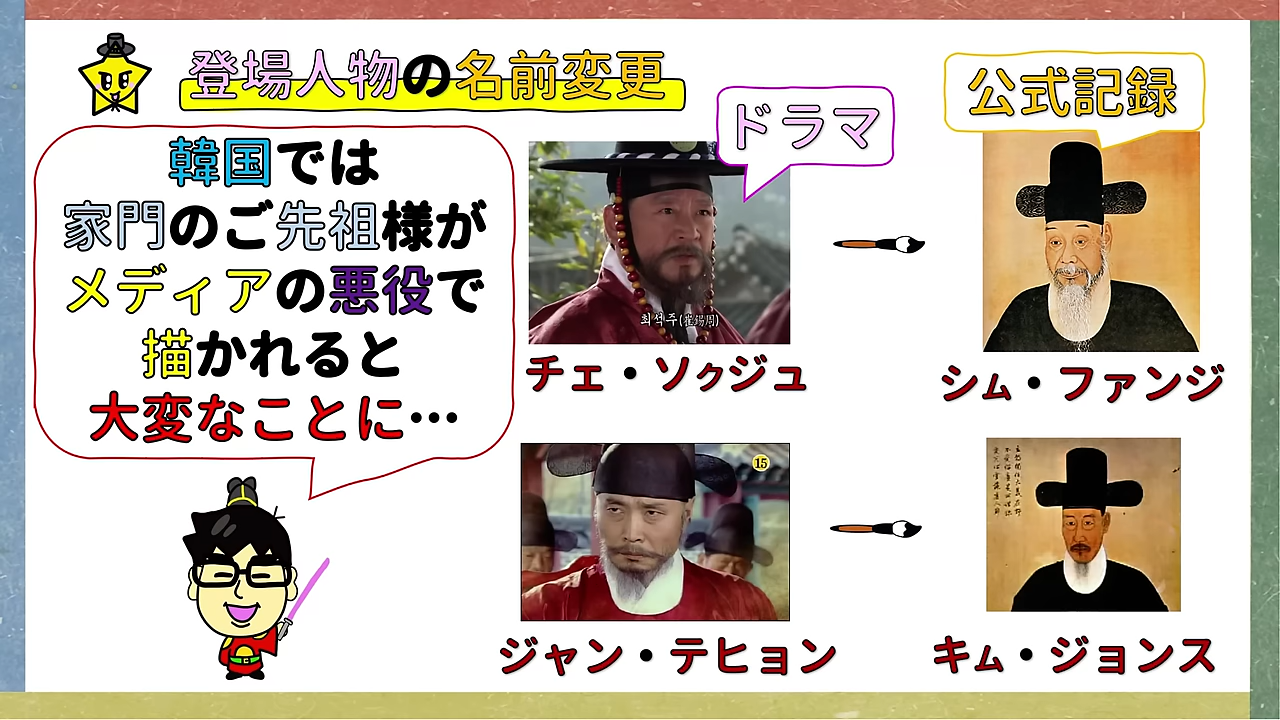 登場人物の名前変更
韓国では
家門のご先祖様が
メディアの悪役で
描かれると
大変なことに…
ドラマ
公式記録
최석주(崔錫周)
チェ・ソㇰジュ
シㇺ・ファンジ
15
ジャン・テヒョン
キㇺ・ジョンス